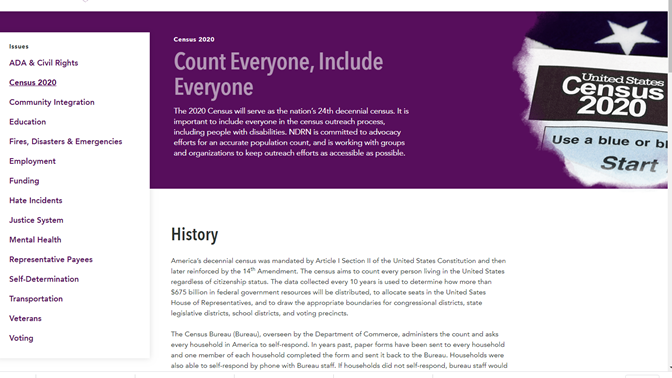 Issues
ADA & Civil Rights
Census 2020
Community Integration
Education
Fires, Disasters & Emergencies
Employment
Funding
Hate Incidents
Justice System
Mental Health
Representative Payees
Self-Determination
Transportation
Veterans
Voting
Census 2020
Count Everyone, Include
Everyone
The 2020 Census will serve as the nation's 24th decennial census. It is
important to include everyone in the census outreach process,
including people with disabilities. NDRN is committed to advocacy
efforts for an accurate population count, and is working with groups
and organizations to keep outreach efforts as accessible as possible.
United States
Census
2020
Use a blue or bl
Start
History
America's decennial census was mandated by Article I Section II of the United States Constitution and then
later reinforced by the 14th Amendment. The census aims to count every person living in the United States
regardless of citizenship status. The data collected every 10 years is used to determine how more than
$675 billion in federal government resources will be distributed, to allocate seats in the United Sates
House of Representatives, and to draw the appropriate boundaries for congressional districts, state
legislative districts, school districts, and voting precincts.
The Census Bureau (Bureau), overseen by the Department of Commerce, administers the count and asks
every household in America to self-respond. In years past, paper forms have been sent to every household
and one member of each household completed the form and sent it back to the Bureau. Households were
also able to self-respond by phone with Bureau staff. If households did not self-respond, bureau staff would